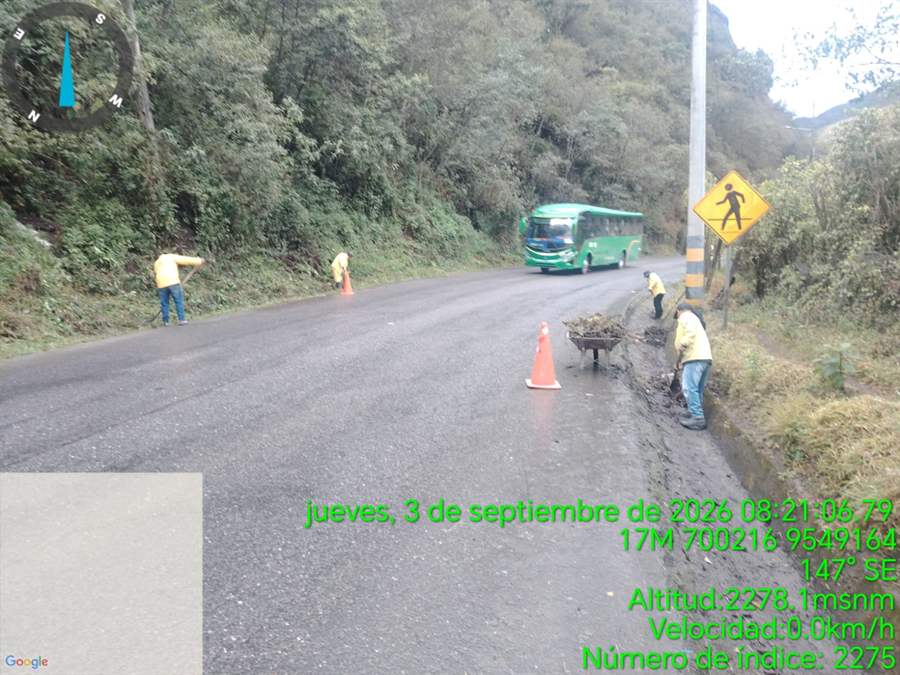 S
E
W
N
jueves, 3 de septiembre de 2026 08:21:06.79
17M 700216 9549164
147° SE
Altitud:2278.1msnm
Velocidad:0.0km/h
Número de índice: 2275
Google